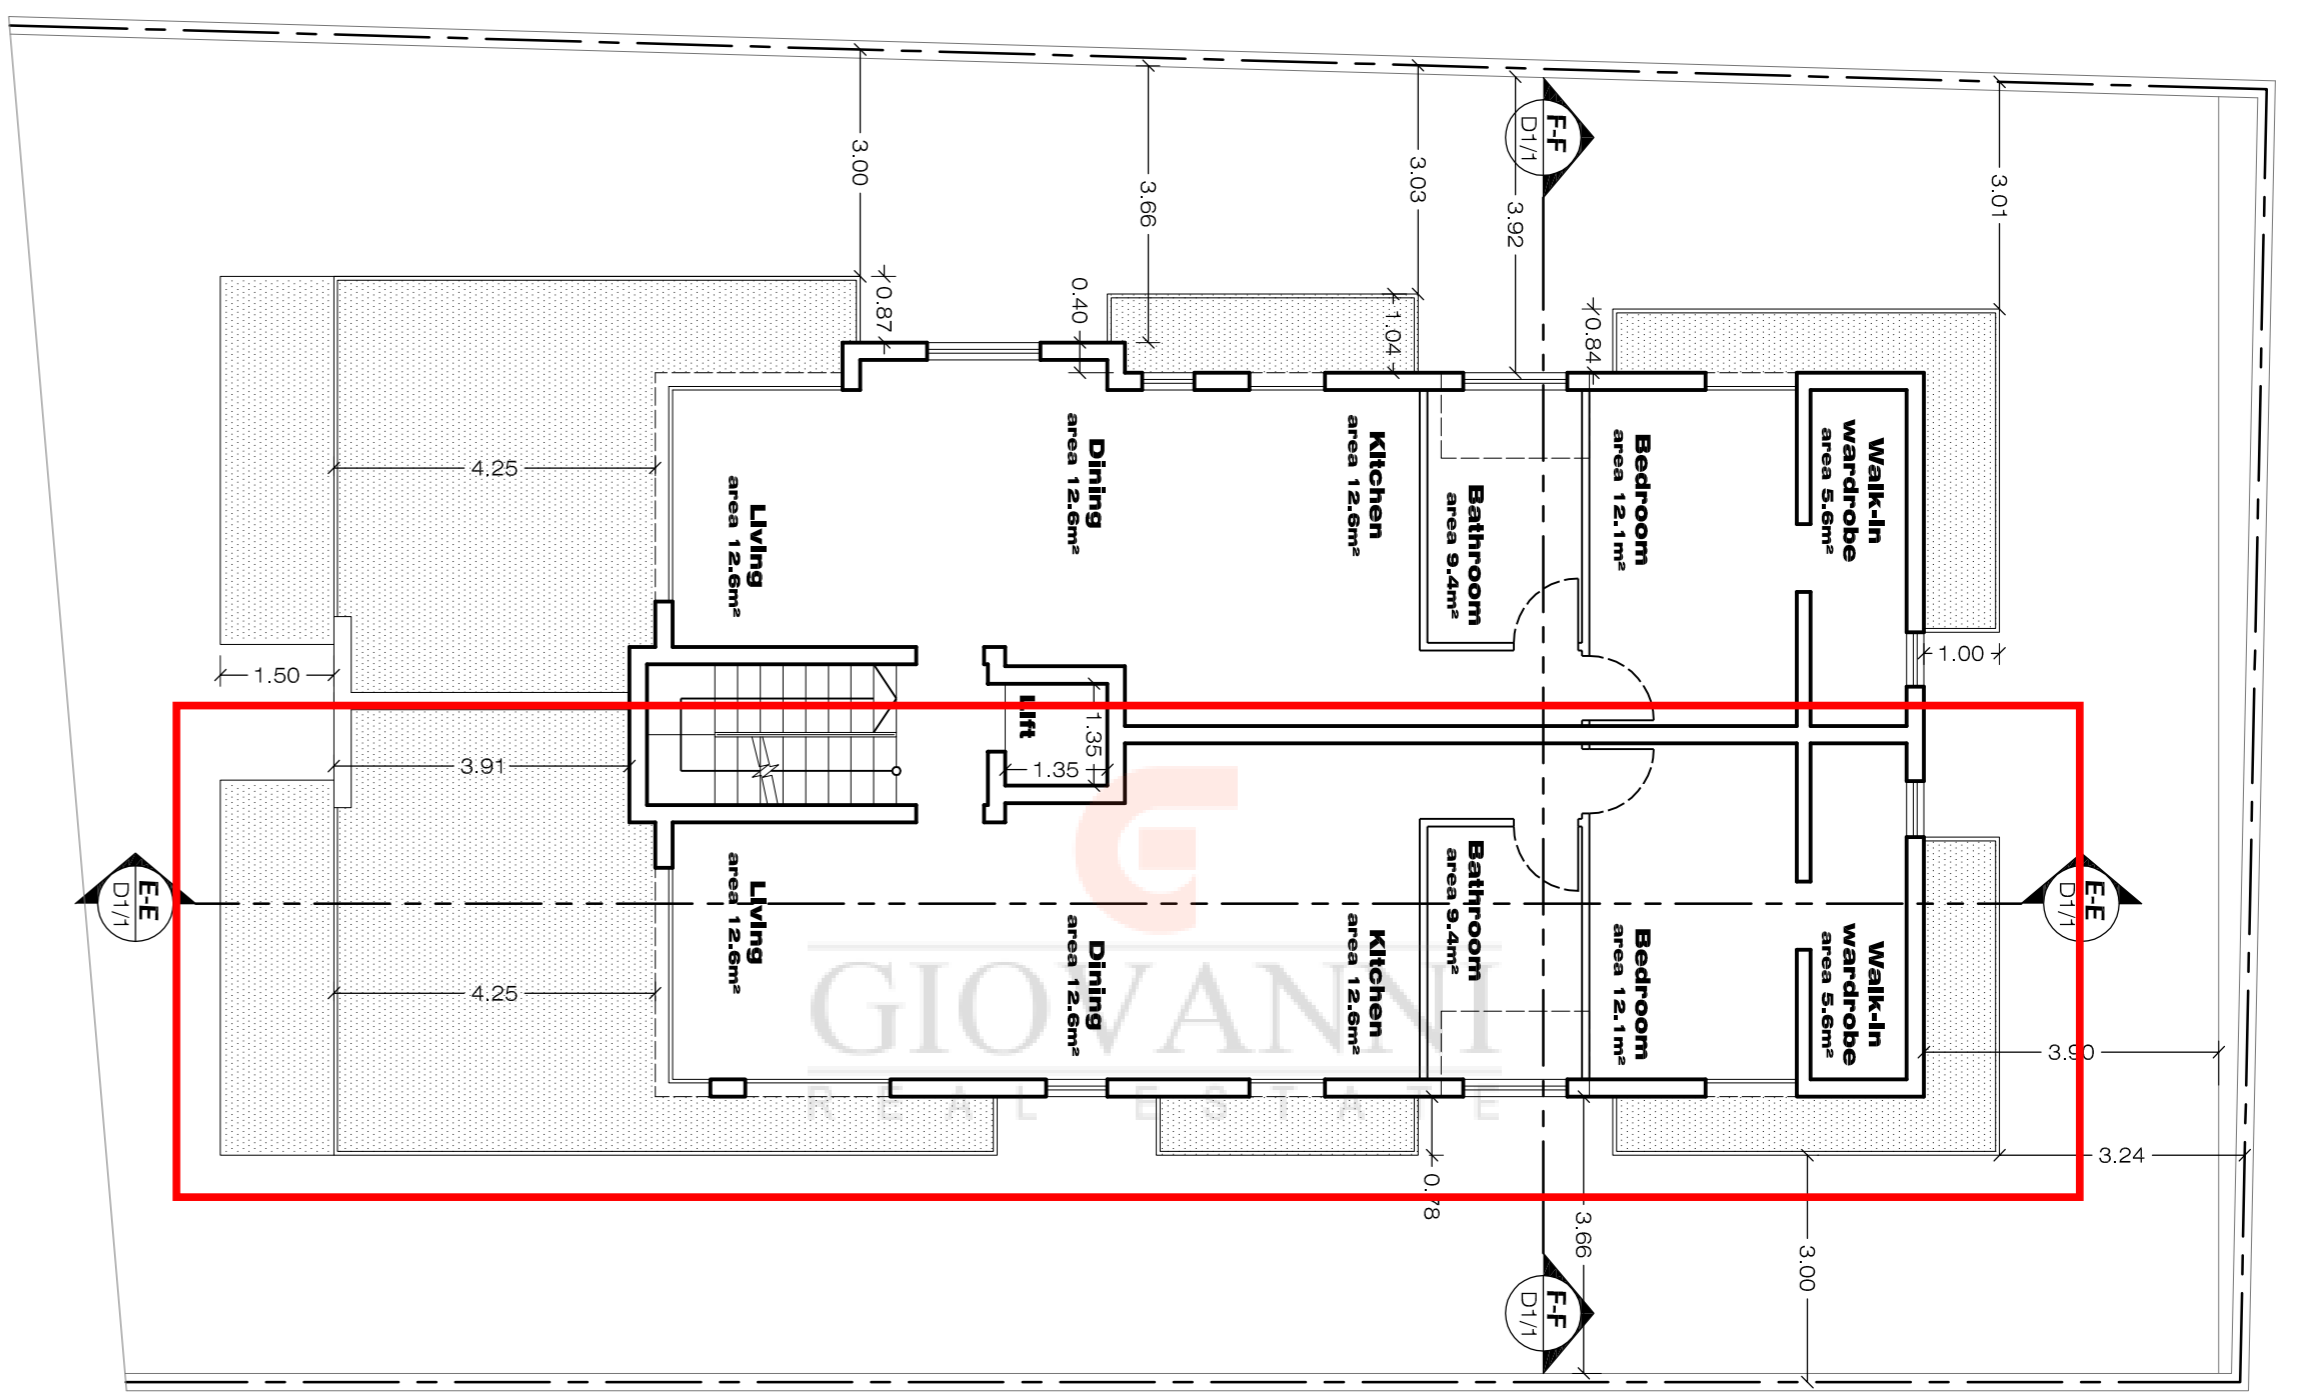 F-F
D1/1
3.00
3.66
3.03
3.92
3.01
0.87
0.40
1.04
0.84
4.25
Living
area 12.6m²
Dining
area 12.6m²
Kitchen
area 12.6m²
Bathroom
area 9.4m²
Bedroom
area 12.1m²
Walk-in
wardrobe
area 5.6m²
1.50
1.00
Lift
1.35
1.35
3.91
E-E
D1/1
E-E
D1/1
Living
area 12.6m²
Dining
area 12.6m²
Kitchen
area 12.6m²
Bathroom
area 9.4m²
Bedroom
area 12.1m²
Walk-in
wardrobe
area 5.6m²
4.25
3.90
GIOVANNI
REAL ESTATE
3.24
0.78
3.66
3.00
F-F
D1/1